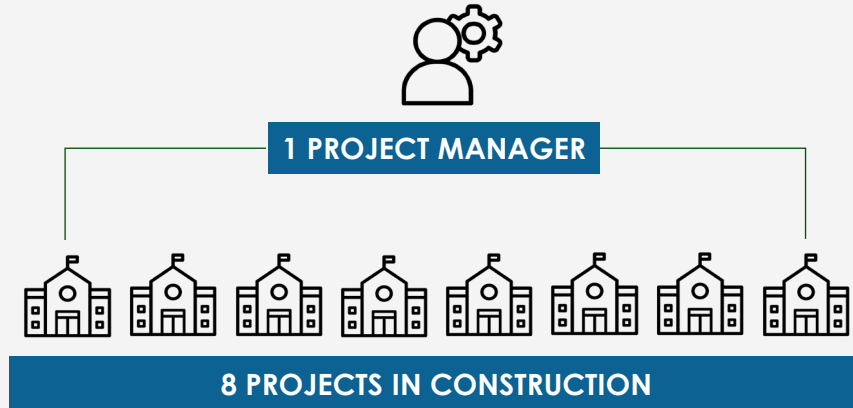 1 PROJECT MANAGER
8 PROJECTS IN CONSTRUCTION